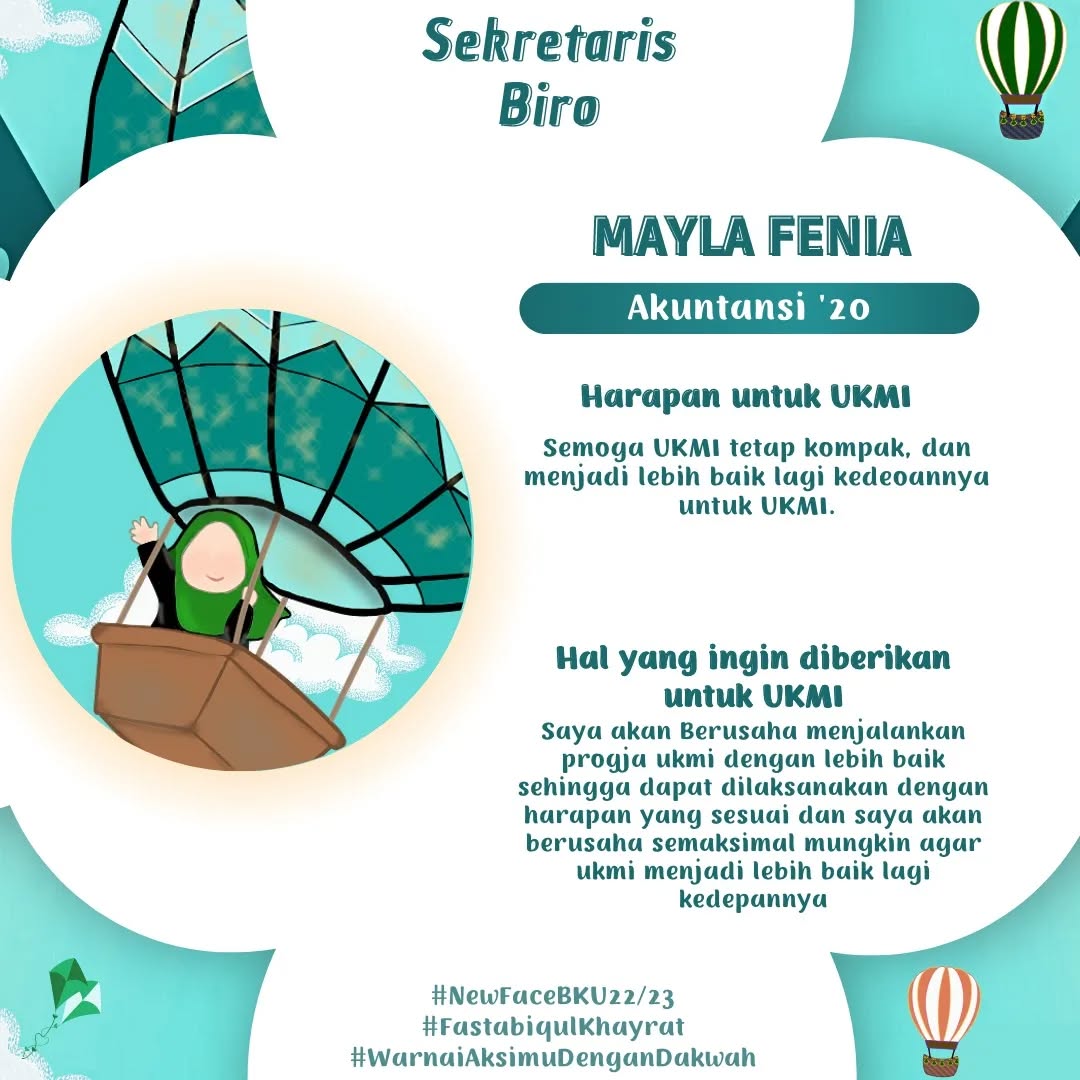 Sekretaris
Biro
MAYLA FENIA
Akuntansi '20
Harapan untuk UKMI
Semoga UKMI tetap kompak, dan
menjadi lebih baik lagi kedeoannya
untuk UKMI.
Hal yang ingin diberikan
untuk UKMI
Saya akan Berusaha menjalankan
progja ukmi dengan lebih baik
sehingga dapat dilaksanakan dengan
harapan yang sesuai dan saya akan
berusaha semaksimal mungkin agar
ukmi menjadi lebih baik lagi
kedepannya
#NewFaceBKU22/23
#FastabiqulKhayrat
#WarnaiAksimuDenganDakwah